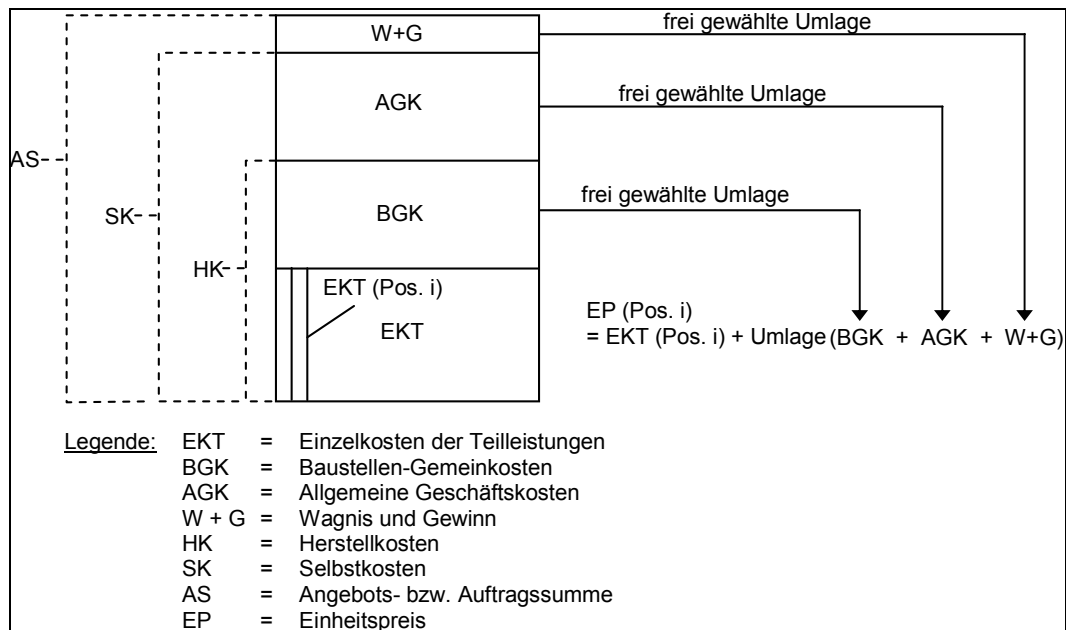 W+G
frei gewählte Umlage
AGK
frei gewählte Umlage
AS
BGK
frei gewählte Umlage
SK
HK
EKT (Pos. i)
EKT
EP (Pos. i)
= EKT (Pos. i) + Umlage (BGK + AGK + W+G)
Legende: EKT = Einzelkosten der Teilleistungen
BGK = Baustellen-Gemeinkosten
AGK = Allgemeine Geschäftskosten
W + G = Wagnis und Gewinn
HK = Herstellkosten
SK = Selbstkosten
AS = Angebots- bzw. Auftragssumme
EP = Einheitspreis